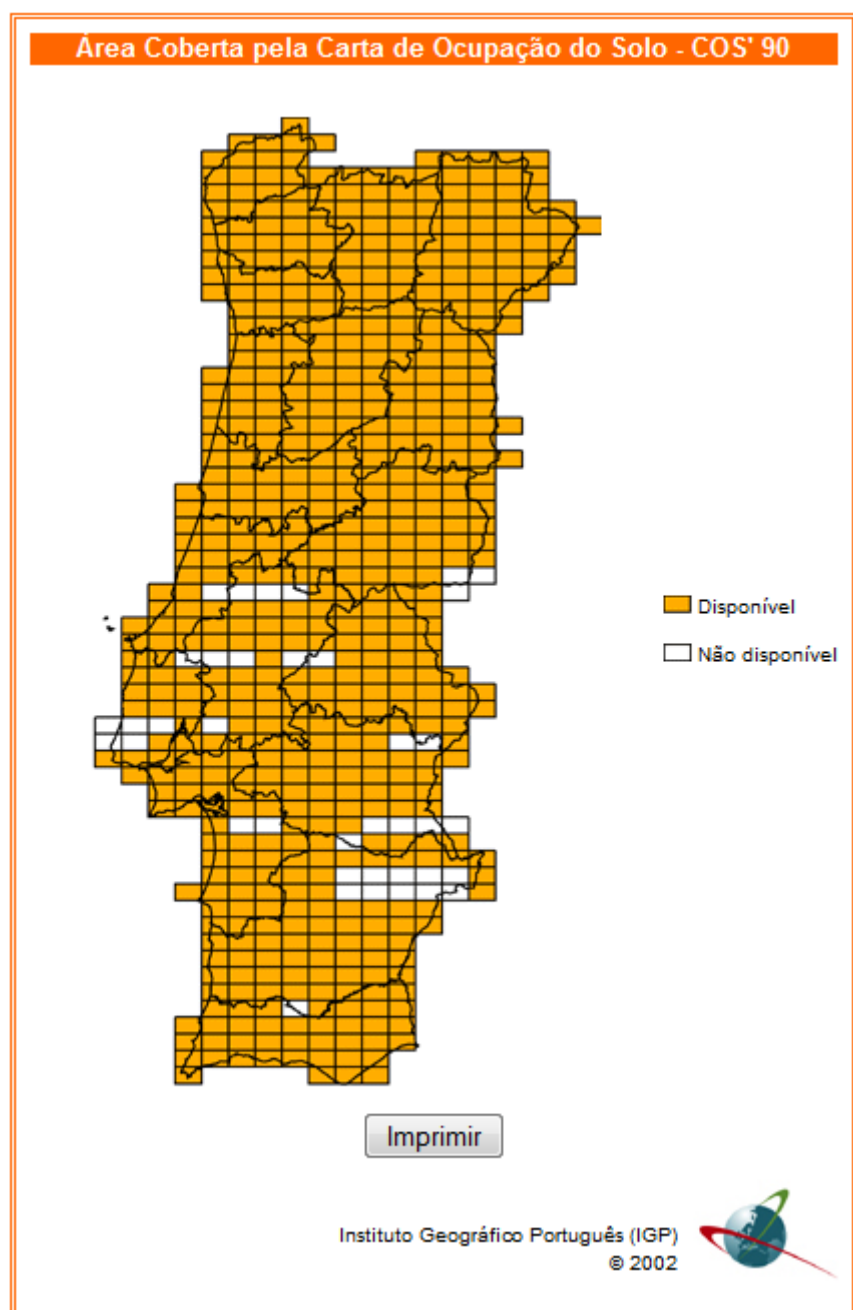 Área Coberta pela Carta de Ocupação do Solo - COS' 90
Disponível
Não disponível
Imprimir
Instituto Geográfico Português (IGP)
© 2002